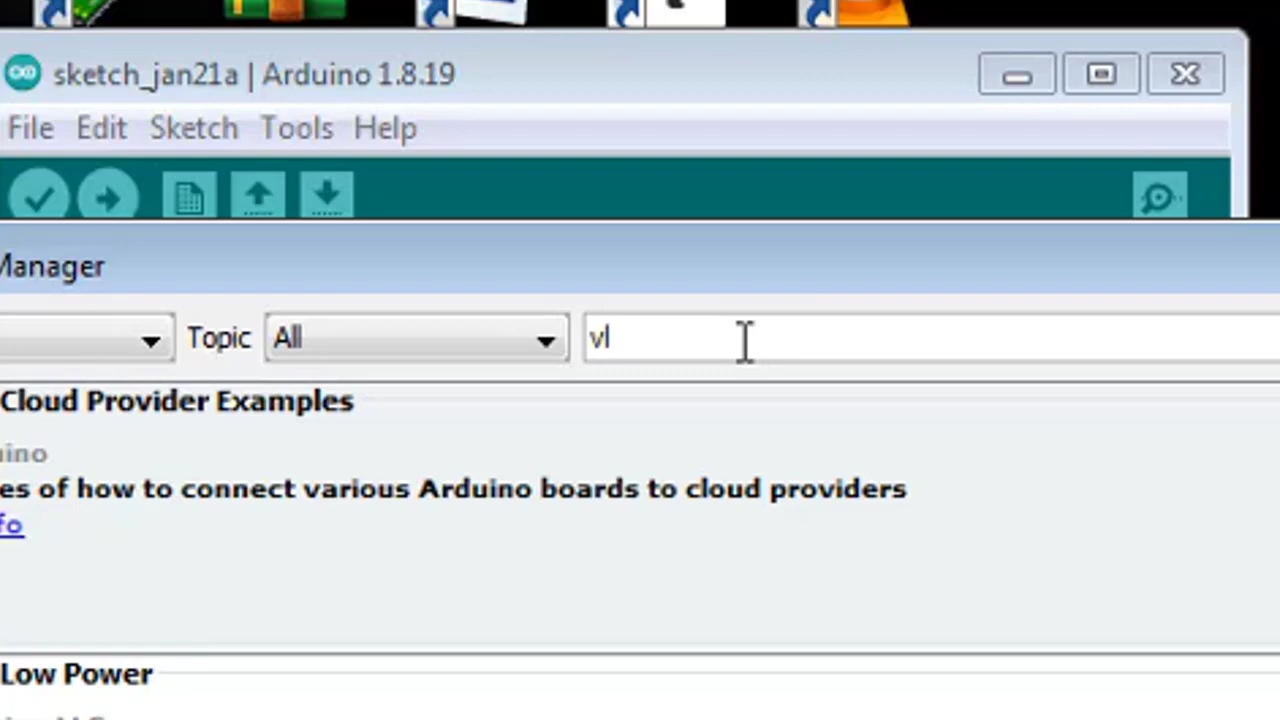 sketch_jan21a | Arduino 1.8.19
File Edit Sketch Tools Help
Manager
Topic All vl
Cloud Provider Examples
es of how to connect various Arduino boards to cloud providers
fo
Low Power